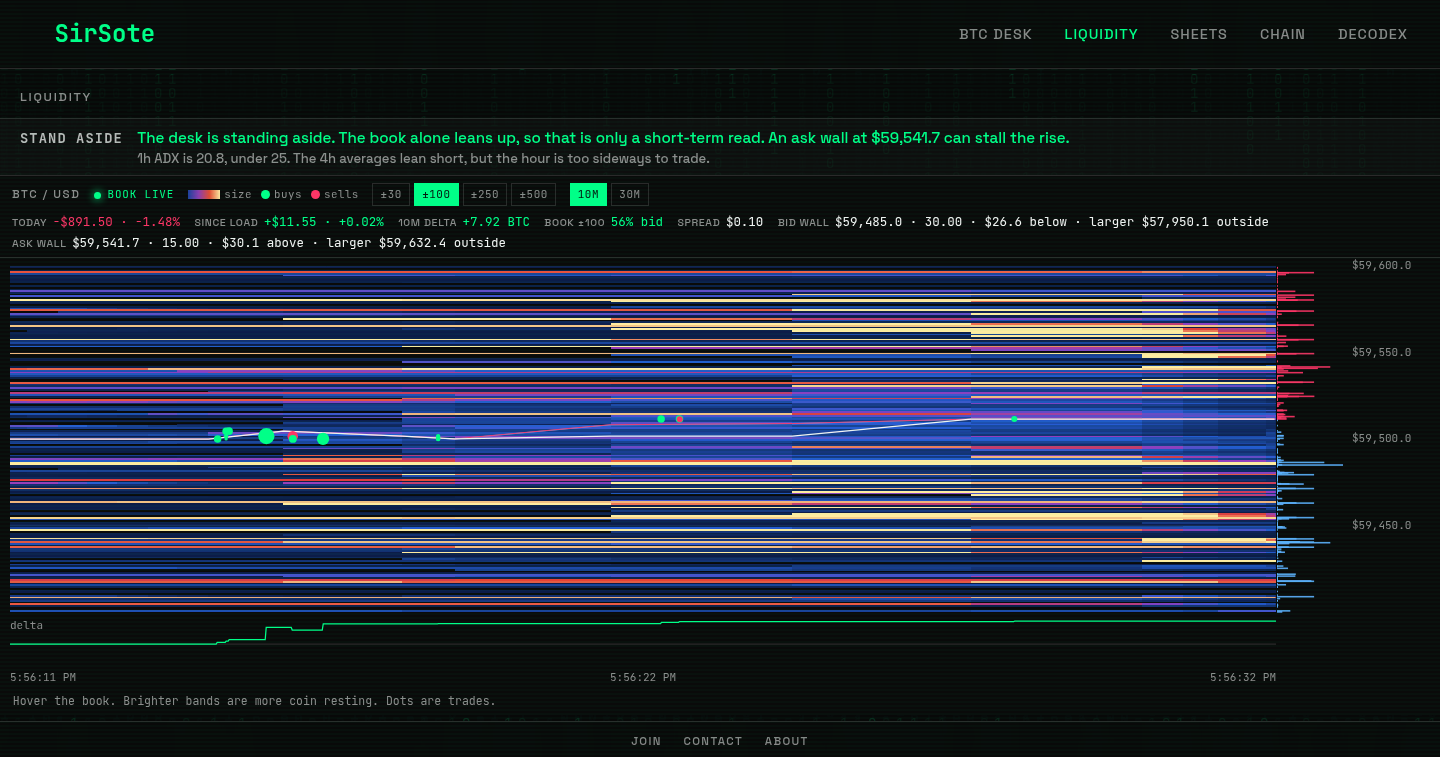 SirSote
BTC DESK LIQUIDITY SHEETS CHAIN DECODEX
LIQUIDITY
STAND ASIDE The desk is standing aside. The book alone leans up, so that is only a short-term read. An ask wall at $59,541.7 can stall the rise.
1h ADX is 20.8, under 25. The 4h averages lean short, but the hour is too sideways to trade.
BTC / USD BOOK LIVE size buys sells ±30 ±100 ±250 ±500 10M 30M
TODAY -$891.50 · -1.48% SINCE LOAD +$11.55 · +0.02% 10M DELTA +7.92 BTC BOOK ±100 56% bid SPREAD $0.10 BID WALL $59,485.0 · 30.00 · $26.6 below · larger $57,950.1 outside
ASK WALL $59,541.7 · 15.00 · $30.1 above · larger $59,632.4 outside
$59,600.0
$59,550.0
$59,500.0
$59,450.0
delta
5:56:11 PM 5:56:22 PM 5:56:32 PM
Hover the book. Brighter bands are more coin resting. Dots are trades.
JOIN CONTACT ABOUT